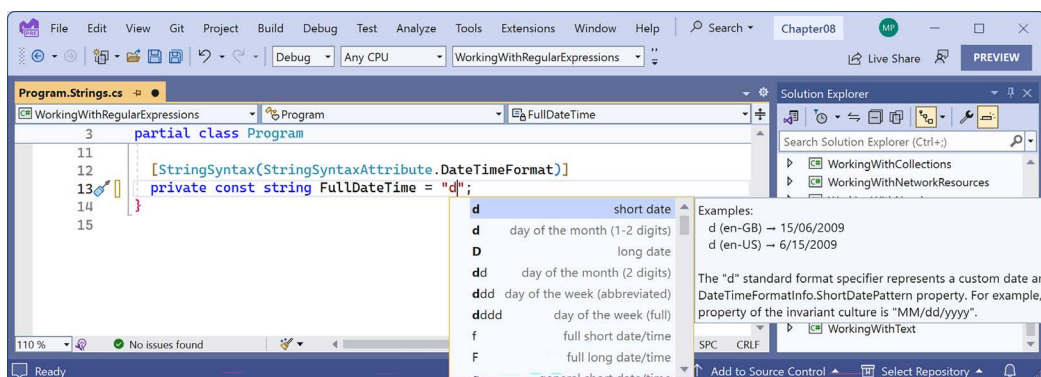 File Edit View Git Project Build Debug Test Analyze Tools Extensions Window Help Search Chapter08 MP
Debug Any CPU WorkingWithRegularExpressions Live Share PREVIEW
Program.Strings.cs Solution Explorer
WorkingWithRegularExpressions Program FullDateTime
Search Solution Explorer (Ctrl+;)
3 partial class Program
11
12 [StringSyntax(StringSyntaxAttribute.DateTimeFormat)]
13 private const string FullDateTime = "d";
14 }
15
WorkingWithCollections
WorkingWithNetworkResources
d short date
d day of the month (1-2 digits)
D long date
dd day of the month (2 digits)
ddd day of the week (abbreviated)
dddd day of the week (full)
f full short date/time
F full long date/time
general short date/time
Examples:
d (en-GB) → 15/06/2009
d (en-US) → 6/15/2009
The "d" standard format specifier represents a custom date an
DateTimeFormatInfo.ShortDatePattern property. For example,
property of the invariant culture is "MM/dd/yyyy".
WorkingWithText
110 % No issues found SPC CRLF
Ready Add to Source Control Select Repository